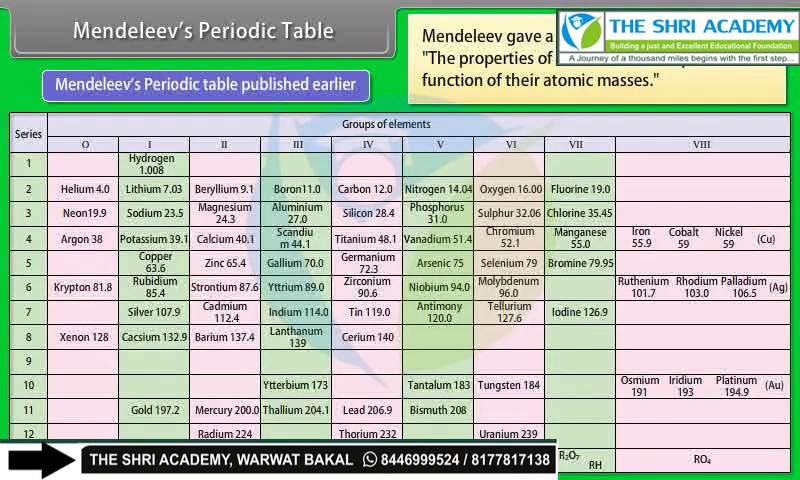 Mendeleev's Periodic Table
Mendeleev gave a
"The properties of
function of their atomic masses."
THE SHRI ACADEMY
Building a just and Excellent Educational Foundation
A Journey of a thousand miles begins with the first step...
Mendeleev's Periodic table published earlier
Series Groups of elements
O I II III IV V VI VII VIII
1 Hydrogen 1.008
2 Helium 4.0 Lithium 7.03 Beryllium 9.1 Boron11.0 Carbon 12.0 Nitrogen 14.04 Oxygen 16.00 Fluorine 19.0
3 Neon19.9 Sodium 23.5 Magnesium 24.3 Aluminium 27.0 Silicon 28.4 Phosphorus 31.0 Sulphur 32.06 Chlorine 35.45
4 Argon 38 Potassium 39.1 Calcium 40.1 Scandiu m 44.1 Titanium 48.1 Vanadium 51.4 Chromium 52.1 Manganese 55.0 Iron 55.9 Cobalt 59 Nickel 59 (Cu)
5 Copper 63.6 Zinc 65.4 Gallium 70.0 Germanium 72.3 Arsenic 75 Selenium 79 Bromine 79.95
6 Krypton 81.8 Rubidium 85.4 Strontium 87.6 Yttrium 89.0 Zirconium 90.6 Niobium 94.0 Molybdenum 96.0 Ruthenium 101.7 Rhodium 103.0 Palladium 106.5 (Ag)
7 Silver 107.9 Cadmium 112.4 Indium 114.0 Tin 119.0 Antimony 120.0 Tellurium 127.6 Iodine 126.9
8 Xenon 128 Cacsium 132.9 Barium 137.4 Lanthanum 139 Cerium 140
9
10 Ytterbium 173 Tantalum 183 Tungsten 184 Osmium 191 Iridium 193 Platinum 194.9 (Au)
11 Gold 197.2 Mercury 200.0 Thallium 204.1 Lead 206.9 Bismuth 208
12 Radium 224 Thorium 232 Uranium 239
R₂O₇ RH RO₄
THE SHRI ACADEMY, WARWAT BAKAL 8446999524 / 8177817138